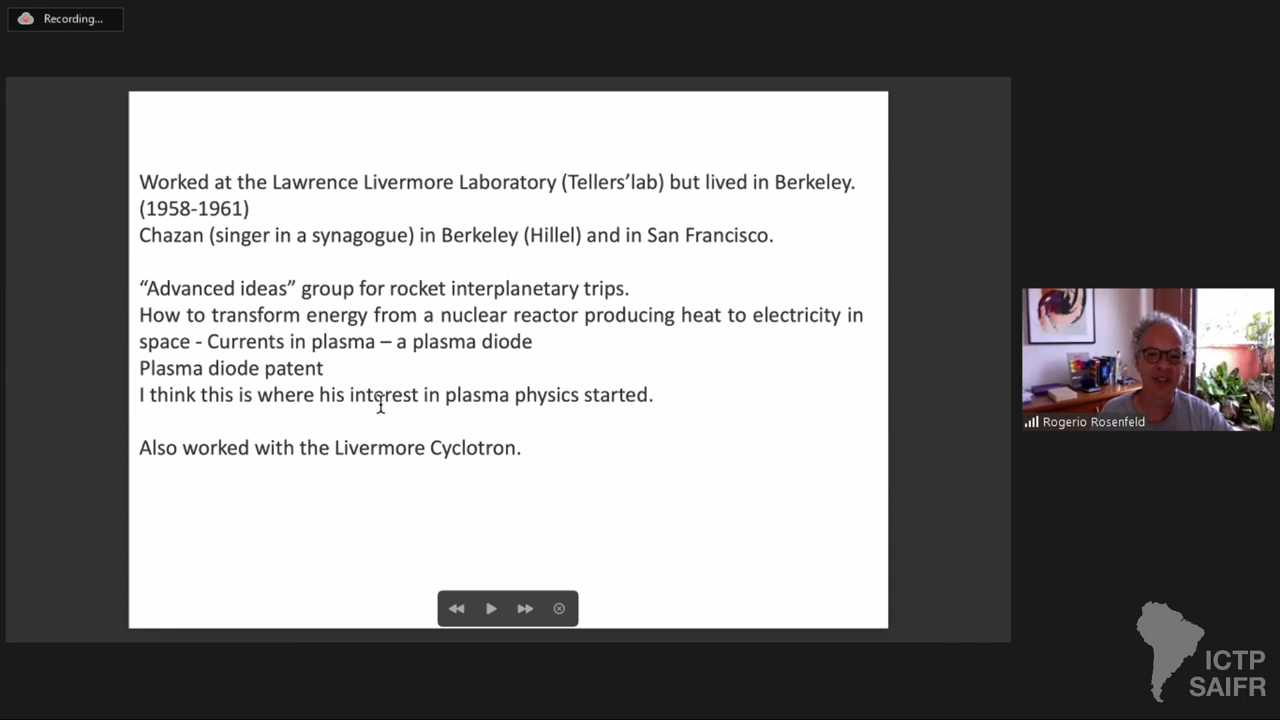 Recording...
Worked at the Lawrence Livermore Laboratory (Tellers’lab) but lived in Berkeley.
(1958-1961)
Chazan (singer in a synagogue) in Berkeley (Hillel) and in San Francisco.
“Advanced ideas” group for rocket interplanetary trips.
How to transform energy from a nuclear reactor producing heat to electricity in
space - Currents in plasma – a plasma diode
Plasma diode patent
I think this is where his interest in plasma physics started.
Also worked with the Livermore Cyclotron.
Rogerio Rosenfeld
ICTP
SAIFR